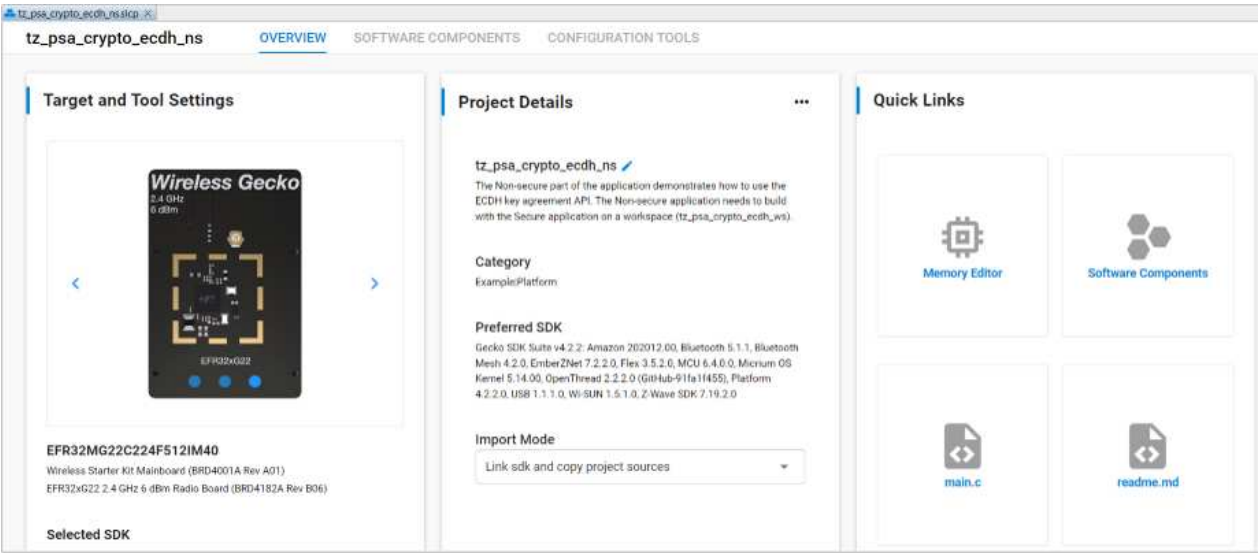 tz_psa_crypto_ecdh_ns.slcp
tz_psa_crypto_ecdh_ns
OVERVIEW
SOFTWARE COMPONENTS
CONFIGURATION TOOLS
Target and Tool Settings
Wireless Gecko
2.4 GHz
6 dBm
EFR32xG22
EFR32MG22C224F512IM40
Wireless Starter Kit Mainboard (BRD4001A Rev A01)
EFR32xG22 2.4 GHz 6 dBm Radio Board (BRD4182A Rev B06)
Selected SDK
Project Details
tz_psa_crypto_ecdh_ns
The Non-secure part of the application demonstrates how to use the
ECDH key agreement API. The Non-secure application needs to build
with the Secure application on a workspace (tz_psa_crypto_ecdh_ws).
Category
Example:Platform
Preferred SDK
Gecko SDK Suite v4.2.2: Amazon 202012.00, Bluetooth 5.1.1, Bluetooth
Mesh 4.2.0, EmberZNet 7.2.2.0, Flex 3.5.2.0, MCU 6.4.0.0, Micrium OS
Kernel 5.14.00, OpenThread 2.2.2.0 (GitHub-91fa1f455), Platform
4.2.2.0, USB 1.1.1.0, Wi-SUN 1.5.1.0, Z-Wave SDK 7.19.2.0
Import Mode
Link sdk and copy project sources
Quick Links
Memory Editor
Software Components
main.c
readme.md